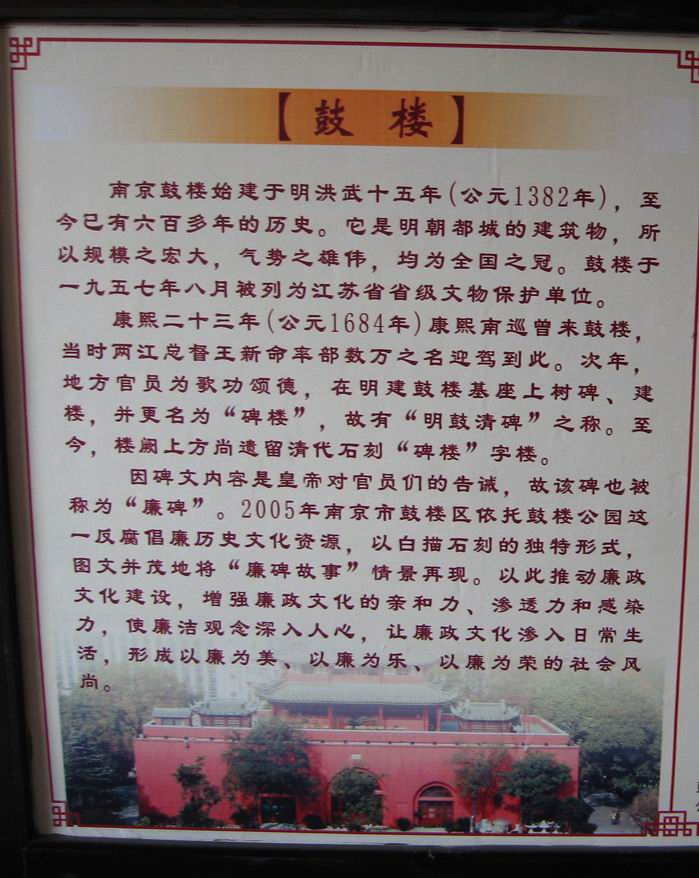 【鼓 楼】
南京鼓楼始建于明洪武十五年(公元1382年)，至
今已有六百多年的历史。它是明朝都城的建筑物，所
以规模之宏大，气势之雄伟，均为全国之冠。鼓楼于
一九五七年八月被列为江苏省省级文物保护单位。
康熙二十三年(公元1684年)康熙南巡曾来鼓楼，
当时两江总督王新命率部数万之名迎驾到此。次年，
地方官员为歌功颂德，在明建鼓楼基座上树碑、建
楼，并更名为“碑楼”，故有“明鼓清碑”之称。至
今，楼阙上方尚遗留清代石刻“碑楼”字楼。
因碑文内容是皇帝对官员们的告诫，故该碑也被
称为“廉碑”。2005年南京市鼓楼区依托鼓楼公园这
一反腐倡廉历史文化资源，以白描石刻的独特形式，
图文并茂地将“廉碑故事”情景再现。以此推动廉政
文化建设，增强廉政文化的亲和力、渗透力和感染
力，使廉洁观念深入人心，让廉政文化渗入日常生
活，形成以廉为美、以廉为乐、以廉为荣的社会风
尚。